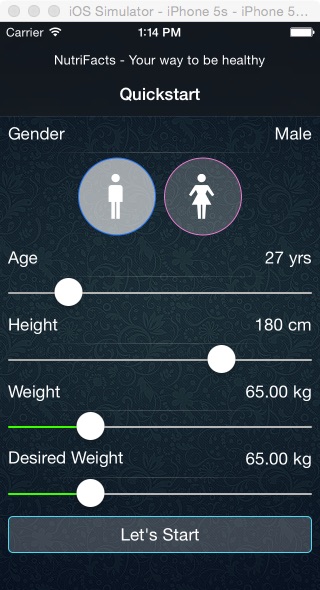 iOS Simulator - iPhone 5s - iPhone 5...
Carrier 1:14 PM
NutriFacts - Your way to be healthy
Quickstart
Gender Male
Age 27 yrs
Height 180 cm
Weight 65.00 kg
Desired Weight 65.00 kg
Let's Start